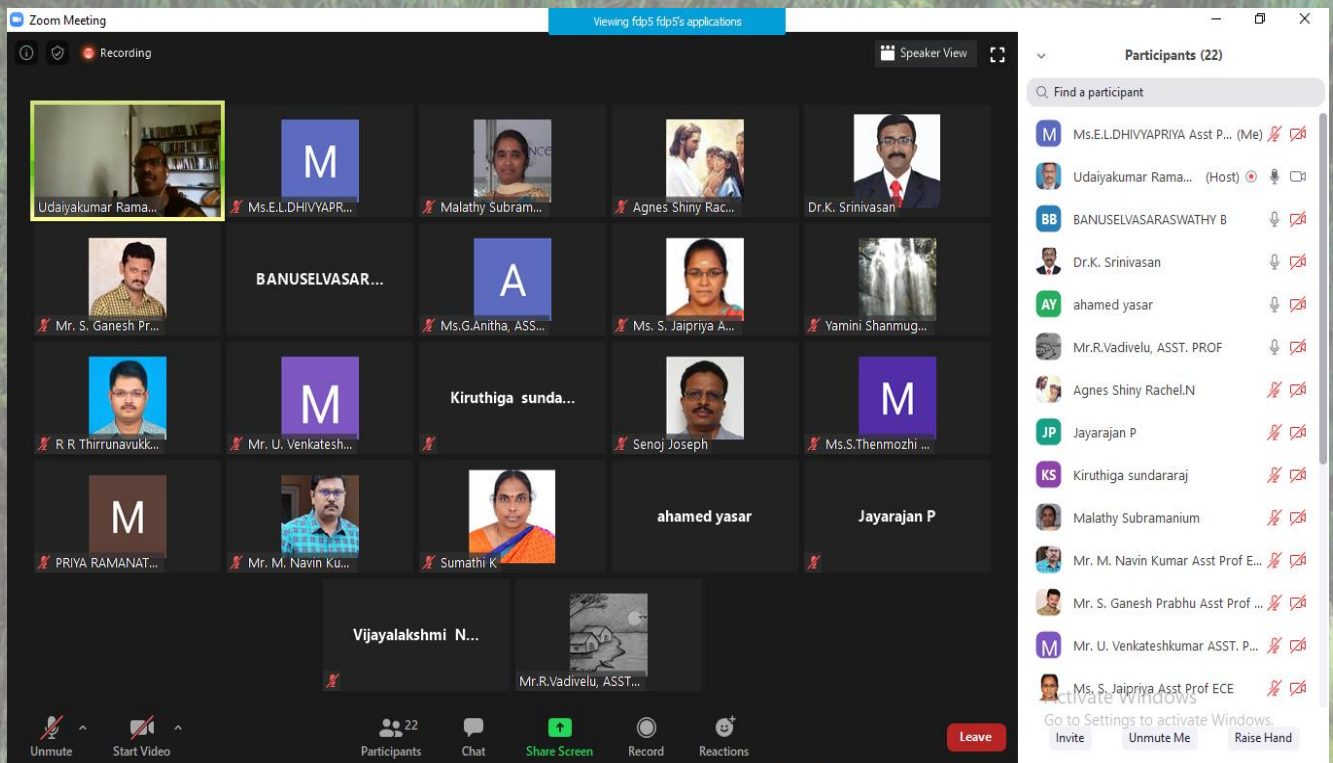 Zoom Meeting
Viewing fdp5 fdp5's applications
Recording
Speaker View
Udaiyakumar Rama...
Ms.E.L.DHIVYAPR...
Malathy Subram...
Agnes Shiny Rac...
Dr.K. Srinivasan
M
Mr. S. Ganesh Pr...
BANUSELVASAR...
Ms.G.Anitha, ASS...
A
Ms. S. Jaipriya A...
Yamini Shanmug...
R R Thirrunavukk...
Mr. U. Venkatesh...
M
Kiruthiga sunda...
Senoj Joseph
Ms.S.Thenmozhi ...
M
PRIYA RAMANAT...
M
Mr. M. Navin Ku...
Sumathi K
ahamed yasar
Jayarajan P
Vijayalakshmi N...
Mr.R.Vadivelu, ASST...
Unmute
Start Video
22
Participants
Chat
Share Screen
Record
Reactions
Leave
Participants (22)
Find a participant
M Ms.E.L.DHIVYAPRIYA Asst P... (Me)
Udaiyakumar Rama... (Host)
BB BANUSELVASARASWATHY B
Dr.K. Srinivasan
AY ahamed yasar
Mr.R.Vadivelu, ASST. PROF
Agnes Shiny Rachel.N
JP Jayarajan P
KS Kiruthiga sundararaj
Malathy Subramanium
Mr. M. Navin Kumar Asst Prof E...
Mr. S. Ganesh Prabhu Asst Prof ...
M Mr. U. Venkateshkumar ASST. P...
Ms. S. Jaipriya Asst Prof ECE
Activate Windows
Go to Settings to activate Windows.
Invite
Unmute Me
Raise Hand